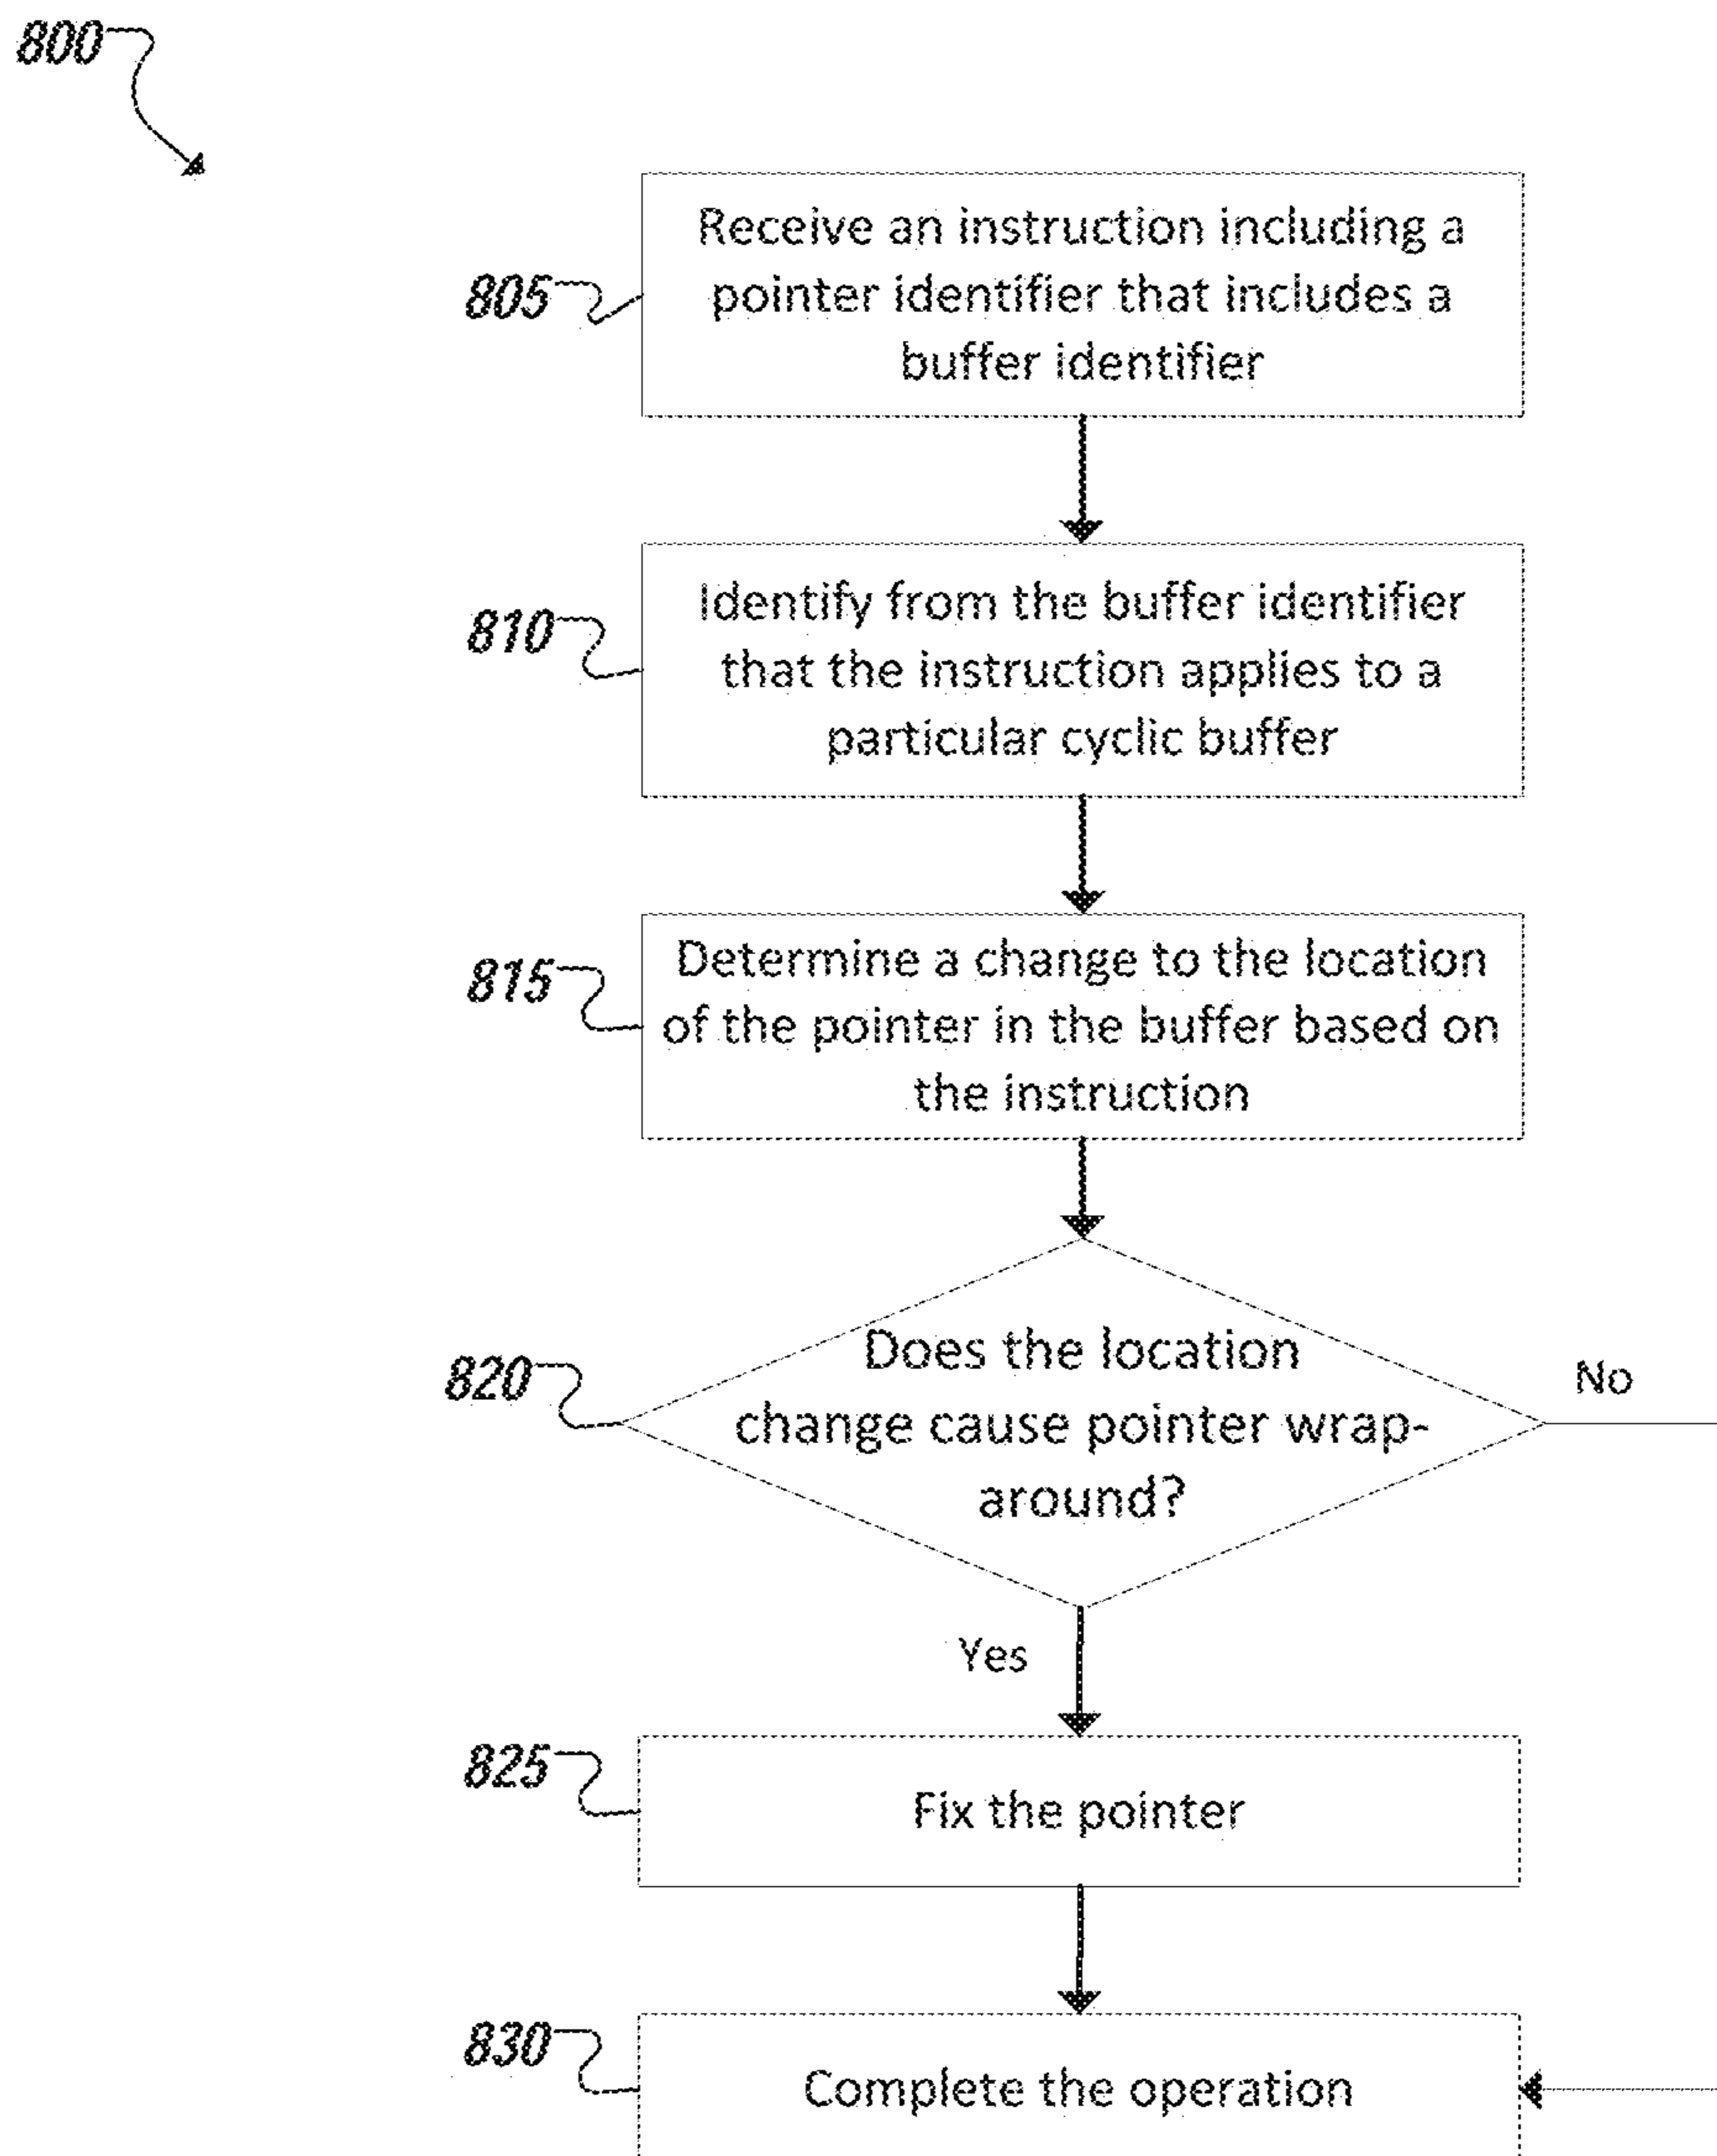 800
Receive an instruction including a
pointer identifier that includes a
buffer identifier
805
Identify from the buffer identifier
that the instruction applies to a
particular cyclic buffer
810
Determine a change to the location
of the pointer in the buffer based on
the instruction
815
Does the location
change cause pointer wrap-
around?
820
No
Yes
825
Fix the pointer
830
Complete the operation